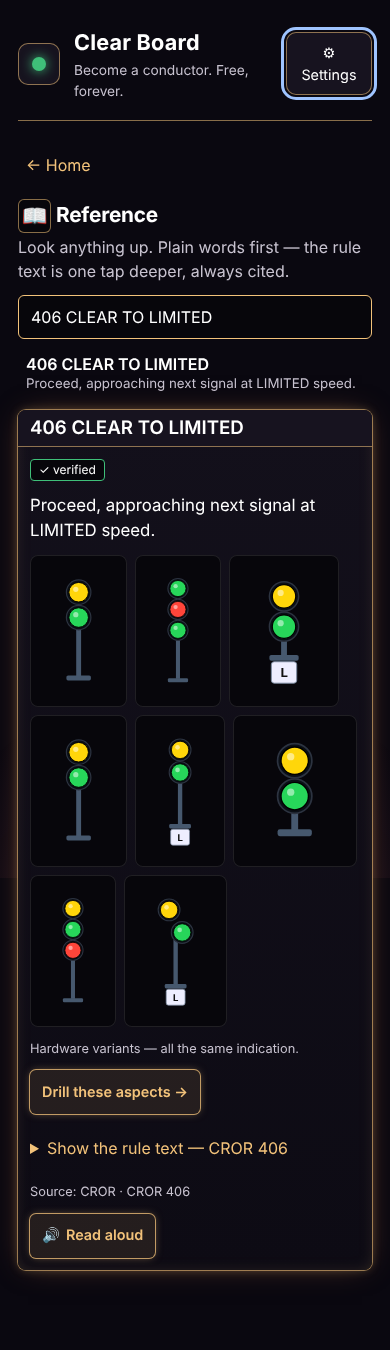 Clear Board
Become a conductor. Free,
forever.
⚙
Settings
← Home
📖 Reference
Look anything up. Plain words first — the rule
text is one tap deeper, always cited.
406 CLEAR TO LIMITED
406 CLEAR TO LIMITED
Proceed, approaching next signal at LIMITED speed.
406 CLEAR TO LIMITED
✓ verified
Proceed, approaching next signal at
LIMITED speed.
L
L
L
Hardware variants — all the same indication.
Drill these aspects →
▶ Show the rule text — CROR 406
Source: CROR · CROR 406
🔊 Read aloud